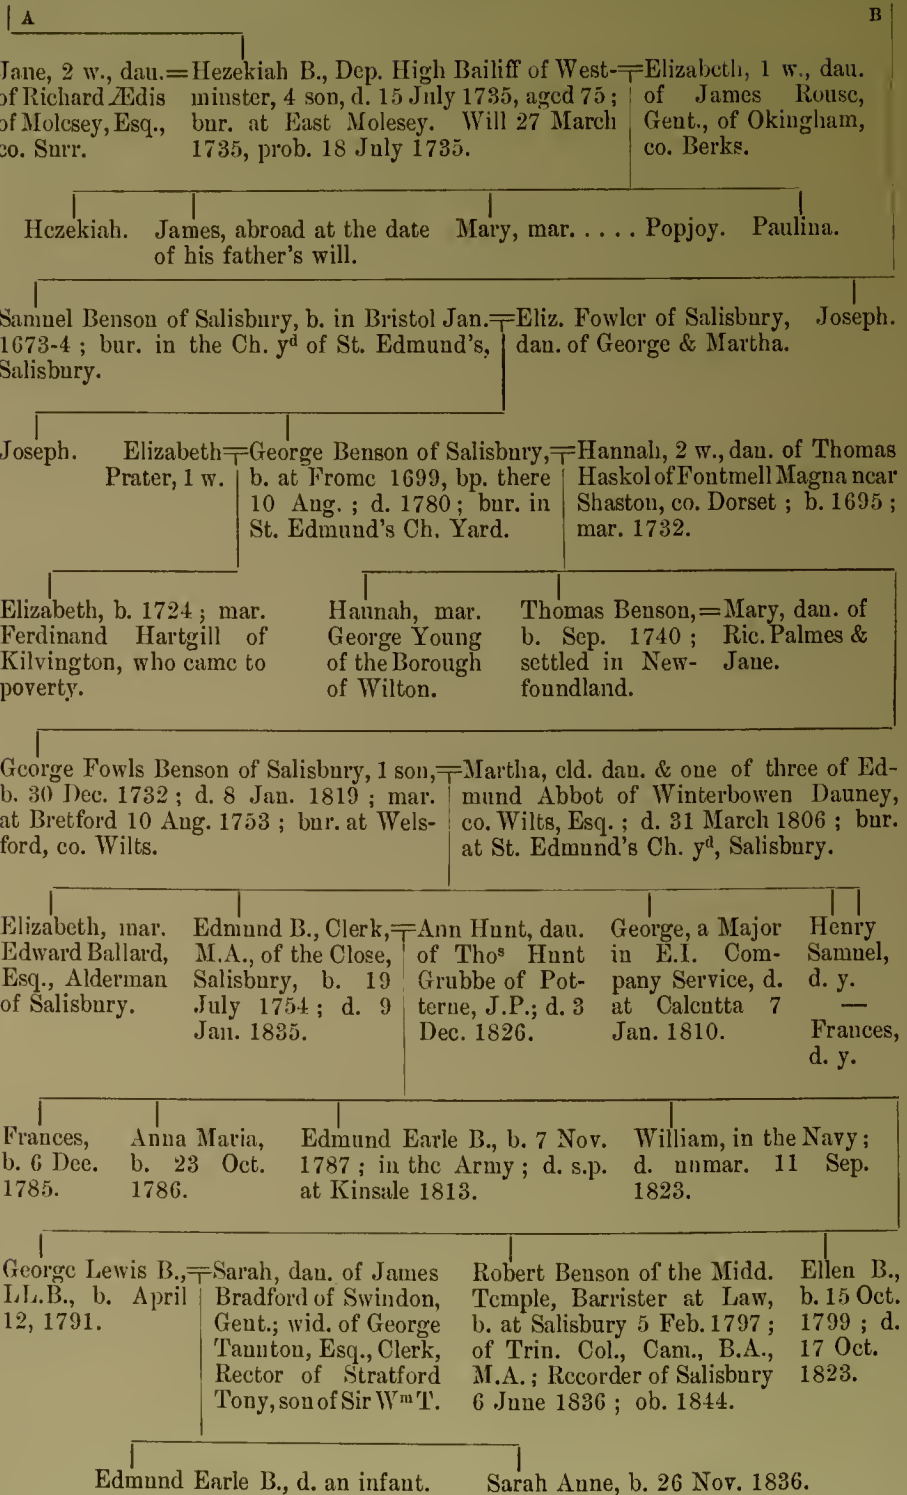 A
B
Jane, 2 w., dau.=Hezekiah B., Dep. High Bailiff of West-=Elizabeth, 1 w., dau.
of Richard Ædis minster, 4 son, d. 15 July 1735, aged 75; of James Rouse,
of Molesey, Esq., bur. at East Molesey. Will 27 March Gent., of Okingham,
co. Surr. 1735, prob. 18 July 1735. co. Berks.
Hezekiah. James, abroad at the date Mary, mar. . . . . . Popjoy. Paulina.
of his father's will.
Samuel Benson of Salisbury, b. in Bristol Jan.=Eliz. Fowler of Salisbury, Joseph.
1673-4; bur. in the Ch. yd of St. Edmund's, dau. of George & Martha.
Salisbury.
Joseph. Elizabeth=George Benson of Salisbury,=Hannah, 2 w., dau. of Thomas
Prater, 1 w. b. at Frome 1699, bp. there Haskol of Fontmell Magna near
10 Aug.; d. 1780; bur. in Shaston, co. Dorset; b. 1695;
St. Edmund's Ch. Yard. mar. 1732.
Elizabeth, b. 1724; mar. Hannah, mar. Thomas Benson,=Mary, dau. of
Ferdinand Hartgill of George Young b. Sep. 1740; Ric. Palmes &
Kilvington, who came to of the Borough settled in New- Jane.
poverty. of Wilton. foundland.
George Fowls Benson of Salisbury, 1 son,=Martha, eld. dau. & one of three of Ed-
b. 30 Dec. 1732; d. 8 Jan. 1819; mar. mund Abbot of Winterbowen Dauney,
at Bretford 10 Aug. 1753; bur. at Wels- co. Wilts, Esq.; d. 31 March 1806; bur.
ford, co. Wilts. at St. Edmund's Ch. yd, Salisbury.
Elizabeth, mar. Edmund B., Clerk,=Ann Hunt, dau. George, a Major Henry
Edward Ballard, M.A., of the Close, of Thos Hunt in E.I. Com- Samuel,
Esq., Alderman Salisbury, b. 19 Grubbe of Pot- pany Service, d. d. y.
of Salisbury. July 1754; d. 9 terne, J.P.; d. 3 at Calcutta 7 —
Jan. 1835. Dec. 1826. Jan. 1810. Frances,
d. y.
Frances, Anna Maria, Edmund Earle B., b. 7 Nov. William, in the Navy;
b. 6 Dec. b. 23 Oct. 1787; in the Army; d. s.p. d. unmar. 11 Sep.
1785. 1786. at Kinsale 1813. 1823.
George Lewis B.,=Sarah, dau. of James Robert Benson of the Midd. Ellen B.,
LL.B., b. April Bradford of Swindon, Temple, Barrister at Law, b. 15 Oct.
12, 1791. Gent.; wid. of George b. at Salisbury 5 Feb. 1797; 1799; d.
Taunton, Esq., Clerk, of Trin. Col., Cam., B.A., 17 Oct.
Rector of Stratford M.A.; Recorder of Salisbury 1823.
Tony, son of Sir Wm T. 6 June 1836; ob. 1844.
Edmund Earle B., d. an infant. Sarah Anne, b. 26 Nov. 1836.